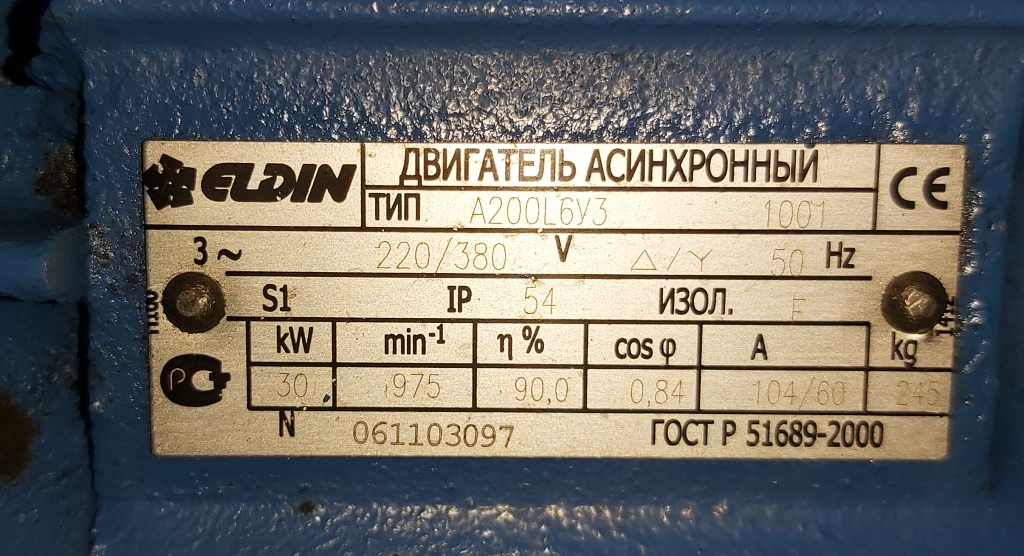 ELDIN
ДВИГАТЕЛЬ АСИНХРОННЫЙ
CE
ТИП А200L6У3 1001
3 ~ 220/380 V △/Y 50 Hz
S1 IP 54 ИЗОЛ. F
kW min⁻¹ η % cos φ A kg
30 975 90,0 0,84 104/60 245
N 061103097 ГОСТ Р 51689-2000